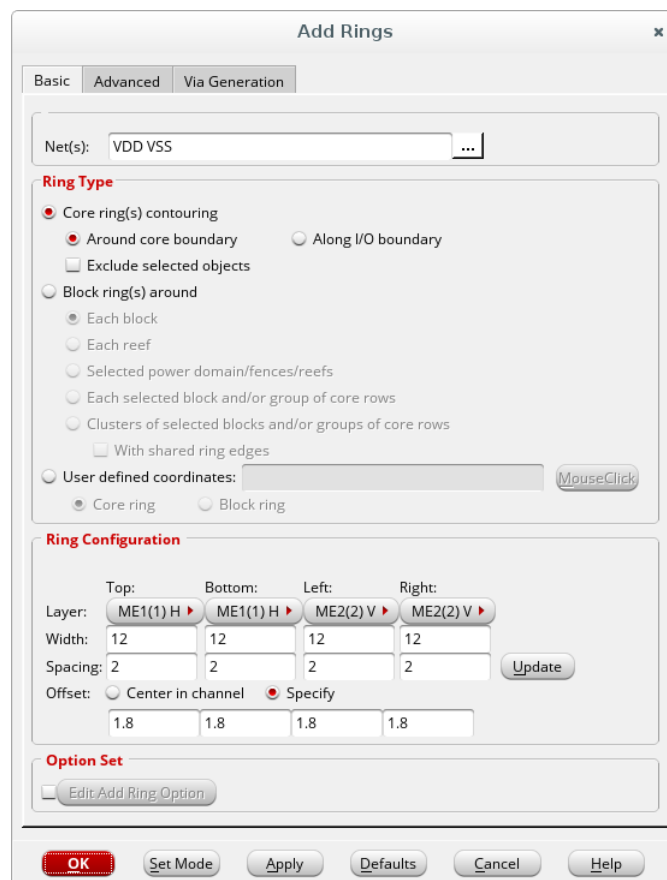 Add Rings
Basic Advanced Via Generation
Net(s): VDD VSS ...
Ring Type
Core ring(s) contouring
Around core boundary Along I/O boundary
Exclude selected objects
Block ring(s) around
Each block
Each reef
Selected power domain/fences/reefs
Each selected block and/or group of core rows
Clusters of selected blocks and/or groups of core rows
With shared ring edges
User defined coordinates: MouseClick
Core ring Block ring
Ring Configuration
Top: Bottom: Left: Right:
Layer: ME1(1) H ME1(1) H ME2(2) V ME2(2) V
Width: 12 12 12 12
Spacing: 2 2 2 2 Update
Offset: Center in channel Specify
1.8 1.8 1.8 1.8
Option Set
Edit Add Ring Option
OK Set Mode Apply Defaults Cancel Help